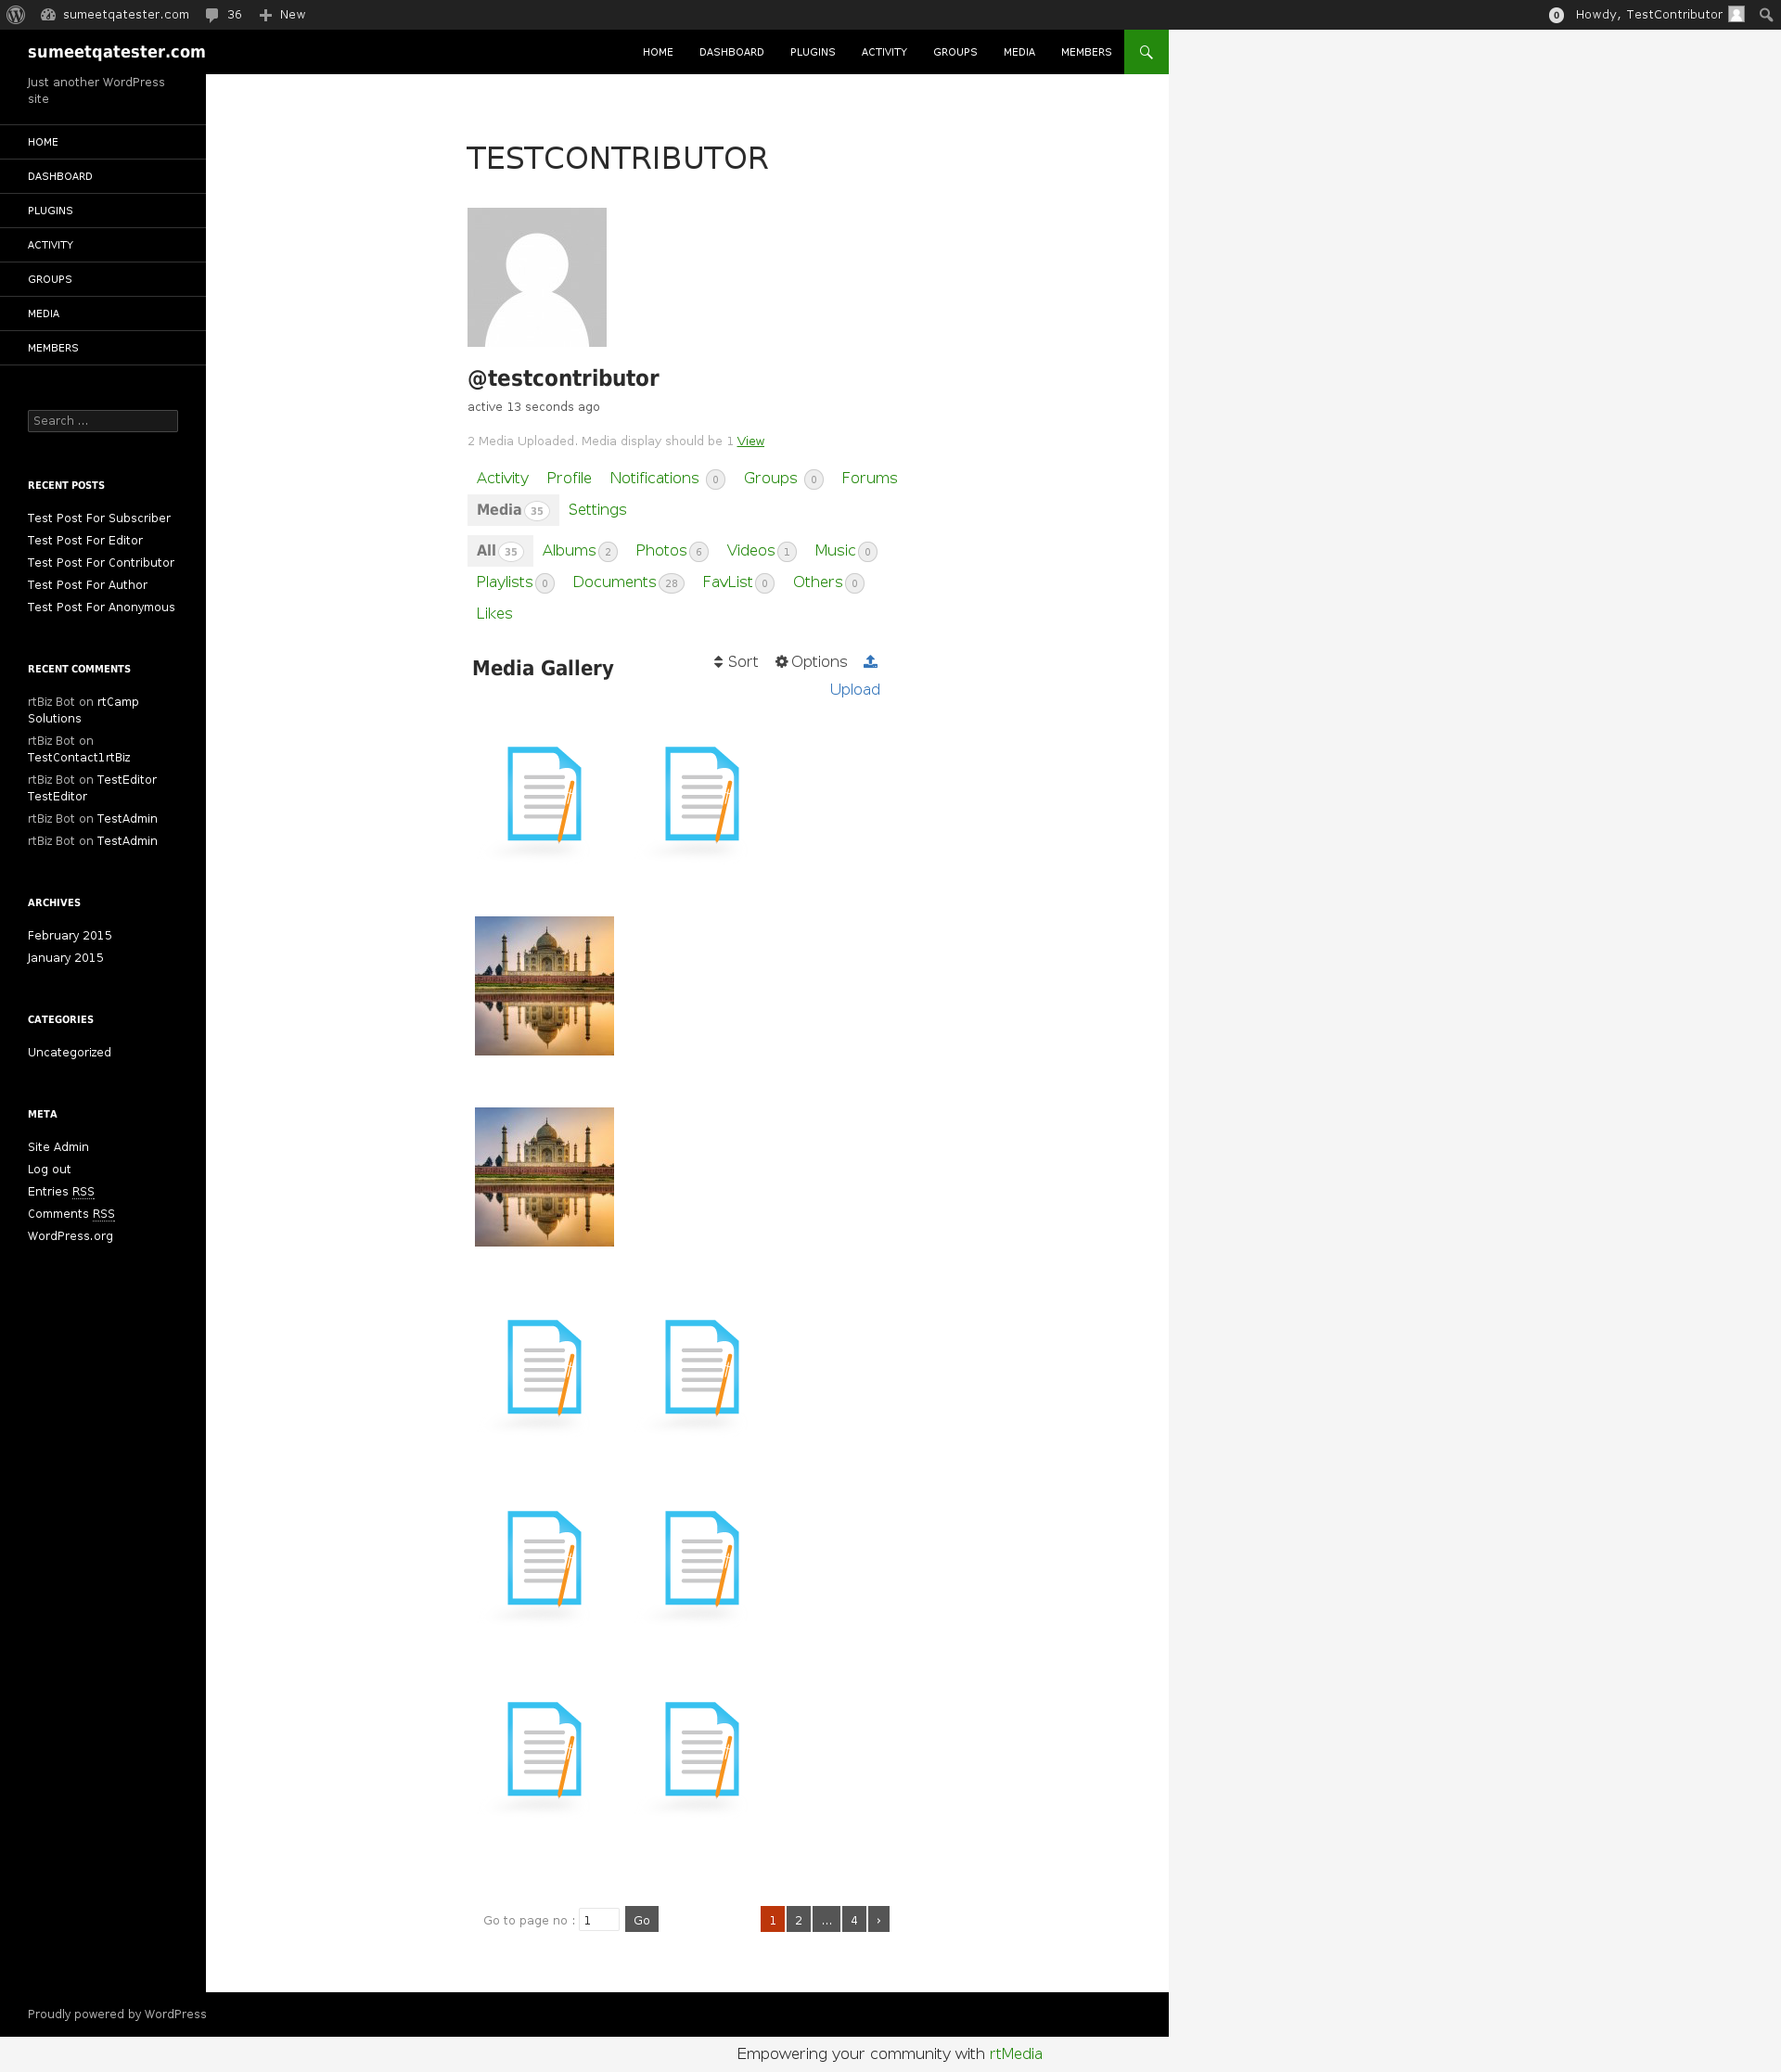 sumeetqatester.com 36 New 0 Howdy, TestContributor
sumeetqatester.com
HOME DASHBOARD PLUGINS ACTIVITY GROUPS MEDIA MEMBERS
Just another WordPress
site
HOME
DASHBOARD
PLUGINS
ACTIVITY
GROUPS
MEDIA
MEMBERS
Search ...
RECENT POSTS
Test Post For Subscriber
Test Post For Editor
Test Post For Contributor
Test Post For Author
Test Post For Anonymous
RECENT COMMENTS
rtBiz Bot on rtCamp
Solutions
rtBiz Bot on
TestContact1rtBiz
rtBiz Bot on TestEditor
TestEditor
rtBiz Bot on TestAdmin
rtBiz Bot on TestAdmin
ARCHIVES
February 2015
January 2015
CATEGORIES
Uncategorized
META
Site Admin
Log out
Entries RSS
Comments RSS
WordPress.org
TESTCONTRIBUTOR
@testcontributor
active 13 seconds ago
2 Media Uploaded. Media display should be 1 View
Activity Profile Notifications 0 Groups 0 Forums
Media 35 Settings
All 35 Albums 2 Photos 6 Videos 1 Music 0
Playlists 0 Documents 28 FavList 0 Others 0
Likes
Media Gallery Sort Options
Upload
Go to page no : 1 Go 1 2 ... 4 ›
Proudly powered by WordPress
Empowering your community with rtMedia